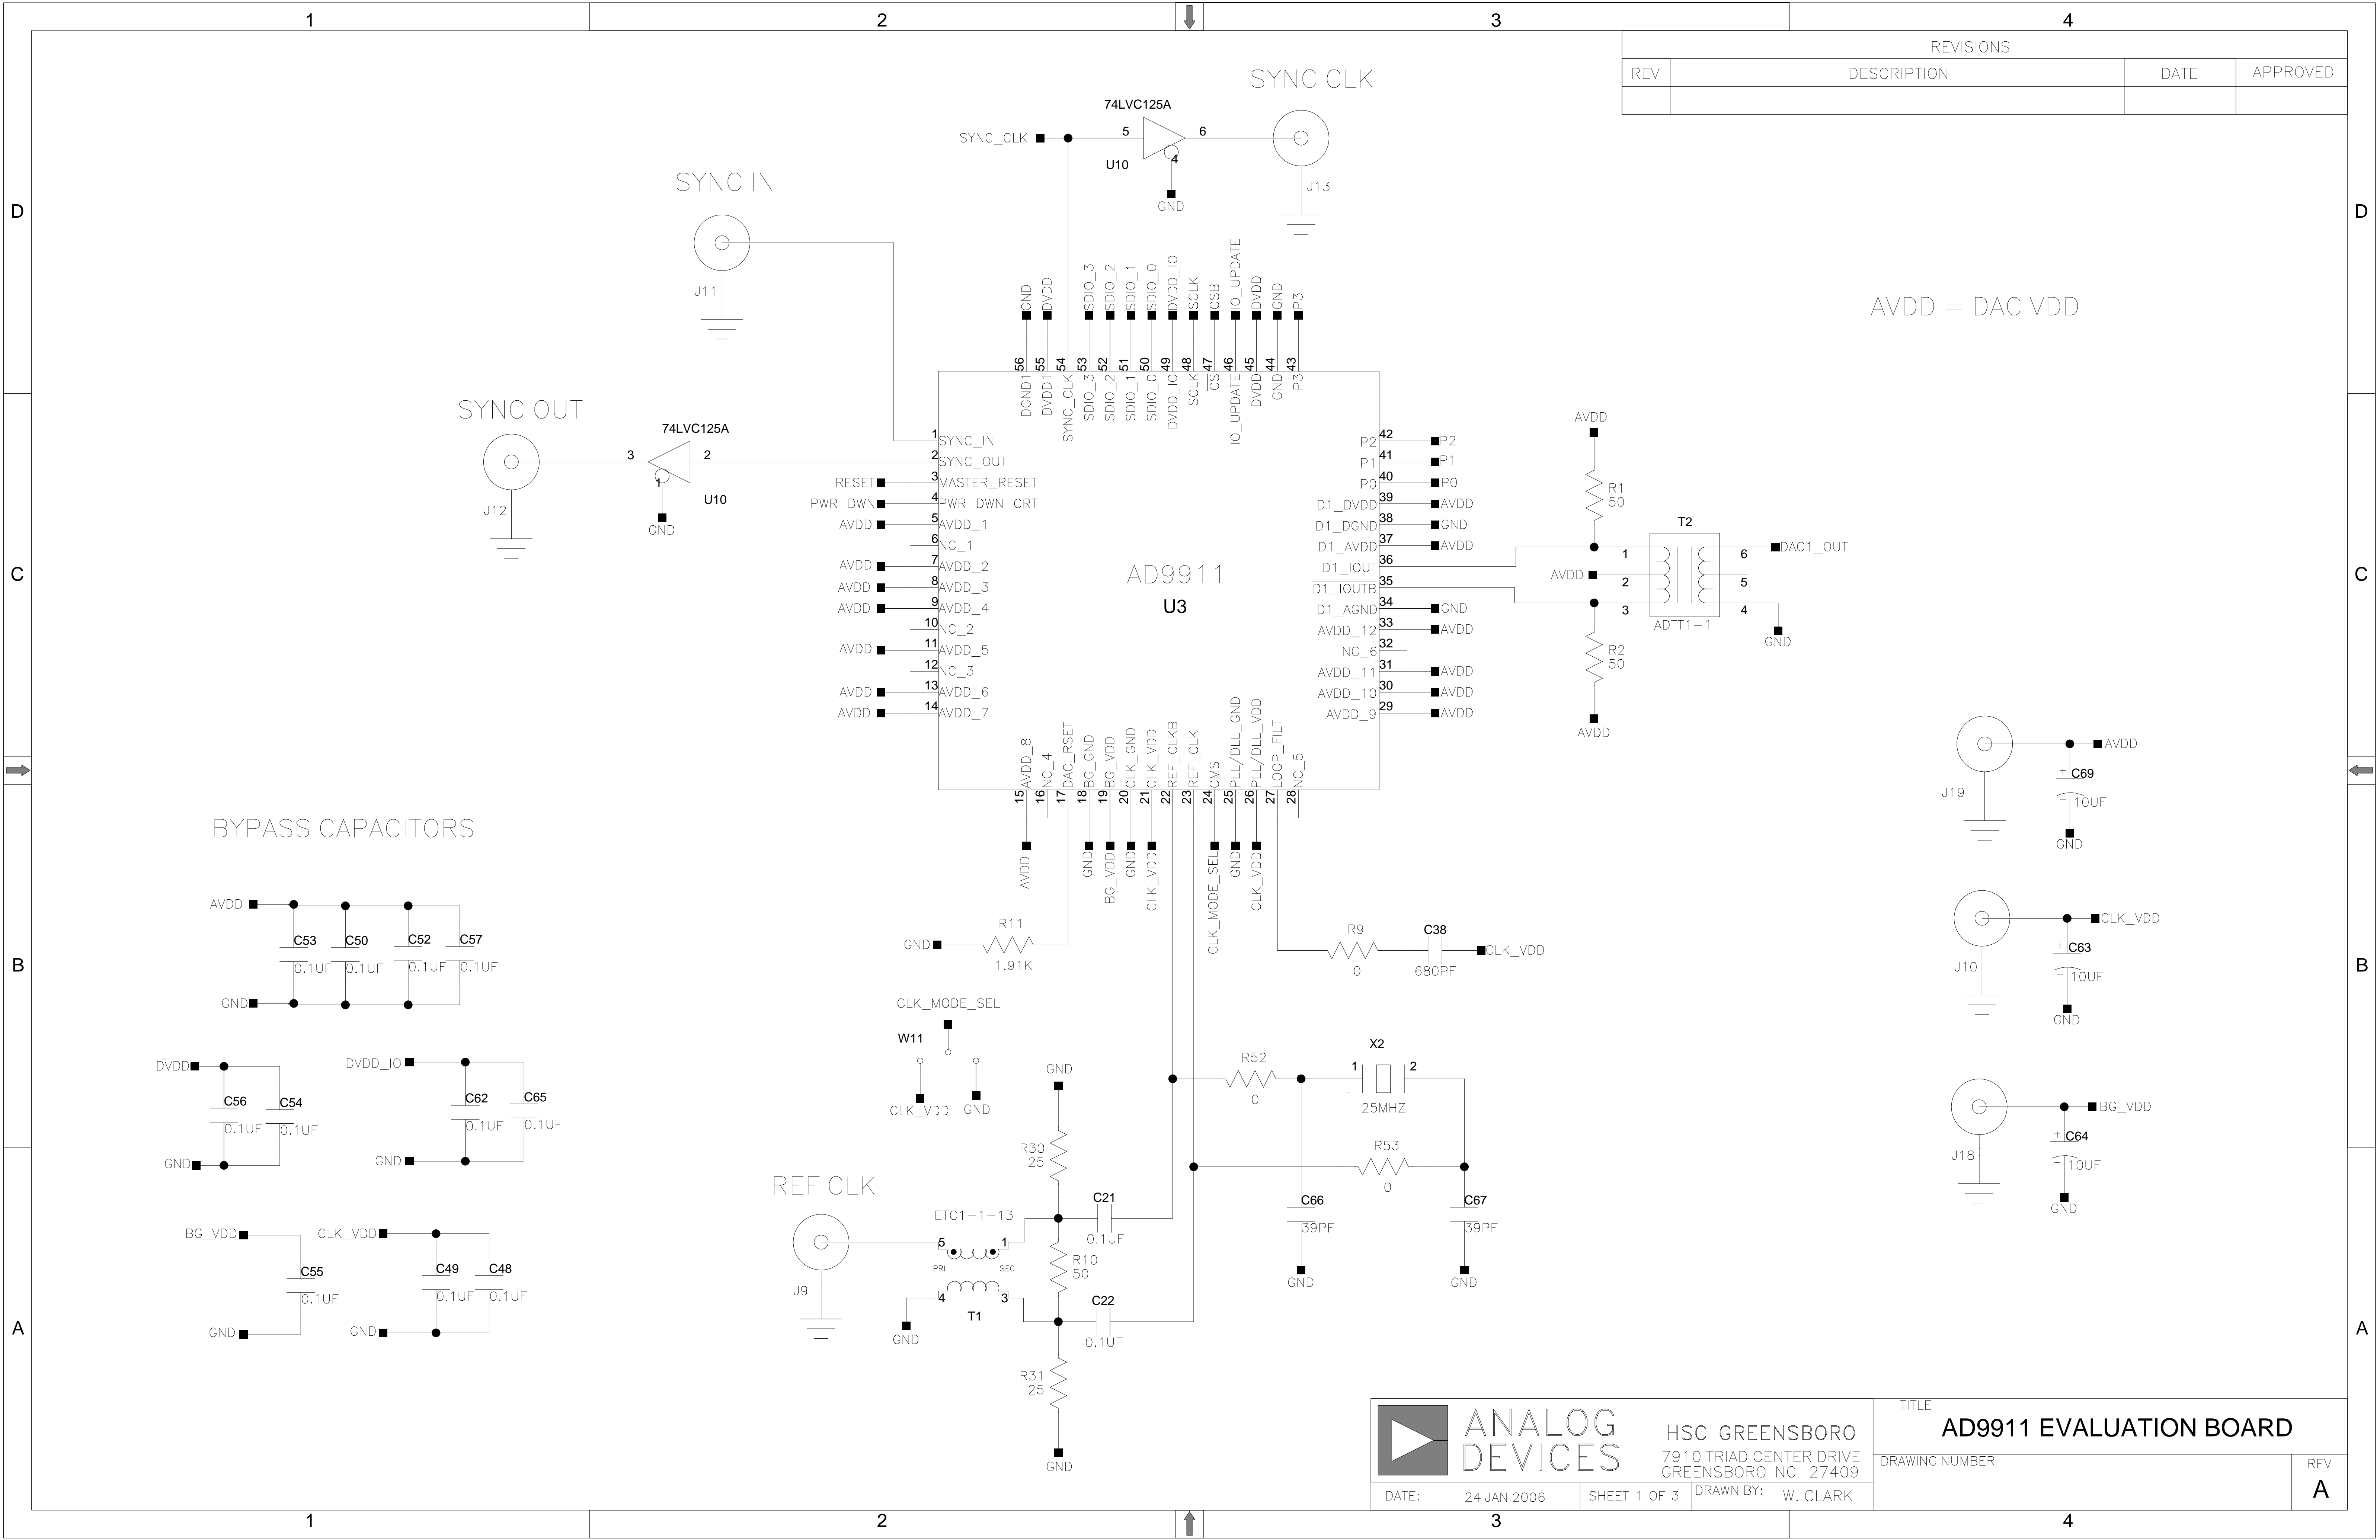 1 2 3 4
REVISIONS
REV DESCRIPTION DATE APPROVED
SYNC CLK
74LVC125A
SYNC_CLK 5 6
4
U10
J13
GND
D D
SYNC IN
J11
AVDD = DAC VDD
GND DVDD SDIO_3 SDIO_2 SDIO_1 SDIO_0 DVDD_IO SCLK CSB IO_UPDATE DVDD GND P3
56 55 54 53 52 51 50 49 48 47 46 45 44 43
DGND1 DVDD1 SYNC_CLK SDIO_3 SDIO_2 SDIO_1 SDIO_0 DVDD_IO SCLK CS IO_UPDATE DVDD GND P3
SYNC OUT
74LVC125A
3 2
1
U10
J12
GND
1 SYNC_IN
2 SYNC_OUT
RESET 3 MASTER_RESET
PWR_DWN 4 PWR_DWN_CRT
AVDD 5 AVDD_1
6 NC_1
AVDD 7 AVDD_2
AVDD 8 AVDD_3
AVDD 9 AVDD_4
10 NC_2
AVDD 11 AVDD_5
12 NC_3
AVDD 13 AVDD_6
AVDD 14 AVDD_7
AD9911
U3
P2 42 P2
P1 41 P1
P0 40 P0
D1_DVDD 39 AVDD
D1_DGND 38 GND
D1_AVDD 37 AVDD
D1_IOUT 36
D1_IOUTB 35
D1_AGND 34 GND
AVDD_12 33 AVDD
NC_6 32
AVDD_11 31 AVDD
AVDD_10 30 AVDD
AVDD_9 29 AVDD
AVDD
R1
50
T2
1 6 DAC1_OUT
AVDD 2 5
3 4
ADTT1-1
GND
R2
50
AVDD
C C
AVDD_8 NC_4 DAC_RSET BG_GND BG_VDD CLK_GND CLK_VDD REF_CLKB REF_CLK CMS PLL/DLL_GND PLL/DLL_VDD LOOP_FILT NC_5
15 16 17 18 19 20 21 22 23 24 25 26 27 28
AVDD GND BG_VDD GND CLK_VDD CLK_MODE_SEL GND CLK_VDD
R11
GND
1.91K
R9 C38
CLK_VDD
0 680PF
AVDD
+ C69
J19
- 10UF
GND
CLK_VDD
+ C63
J10
- 10UF
GND
BG_VDD
+ C64
J18
- 10UF
GND
BYPASS CAPACITORS
AVDD
C53 C50 C52 C57
0.1UF 0.1UF 0.1UF 0.1UF
GND
B B
DVDD DVDD_IO
C56 C54 C62 C65
0.1UF 0.1UF 0.1UF 0.1UF
GND GND
BG_VDD CLK_VDD
C55 C49 C48
0.1UF 0.1UF 0.1UF
GND GND
CLK_MODE_SEL
W11
CLK_VDD GND
GND
R30
25
REF CLK
ETC1-1-13
5 1
PRI SEC
4 3
T1
J9
GND
C21
0.1UF
R10
50
C22
0.1UF
R31
25
GND
R52
0
X2
1 2
25MHZ
R53
0
C66 C67
39PF 39PF
GND GND
A A
ANALOG
DEVICES
HSC GREENSBORO
7910 TRIAD CENTER DRIVE
GREENSBORO NC 27409
TITLE
AD9911 EVALUATION BOARD
DRAWING NUMBER
REV
A
DATE: 24 JAN 2006 SHEET 1 OF 3 DRAWN BY: W. CLARK
1 2 3 4